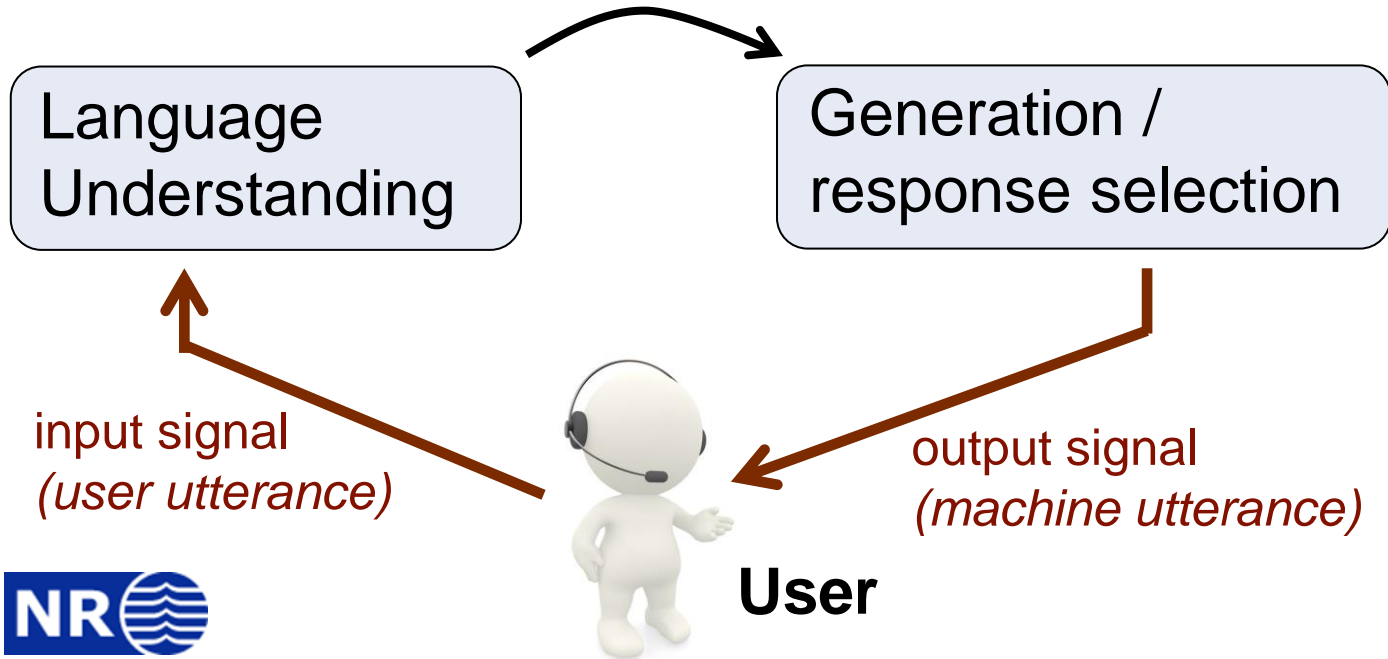 Language
Understanding
Generation /
response selection
input signal
(user utterance)
output signal
(machine utterance)
User
NR